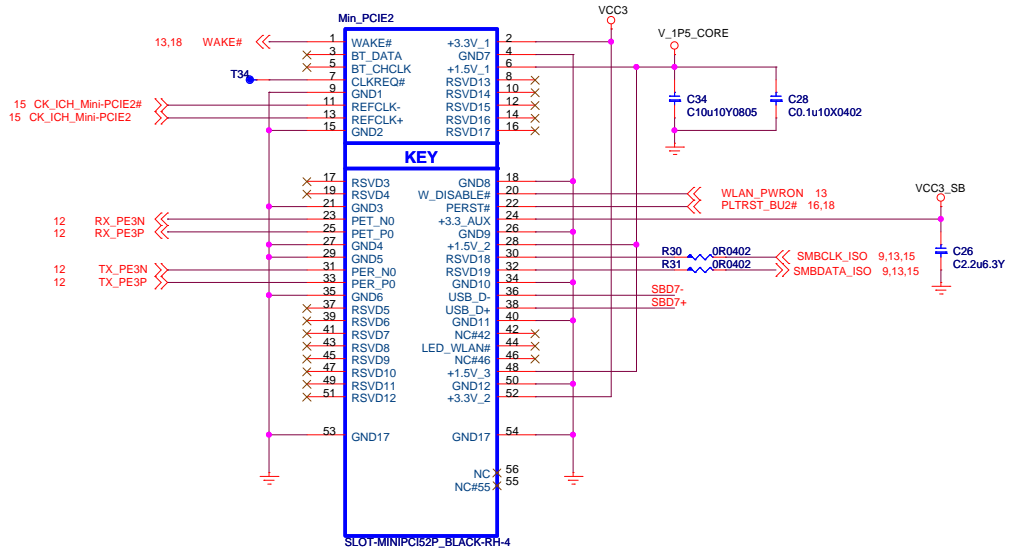 Min_PCIE2
VCC3
V_1P5_CORE
13,18 WAKE# 1 WAKE# +3.3V_1 2
3 BT_DATA GND7 4
5 BT_CHCLK +1.5V_1 6
T34 7 CLKREQ# RSVD13 8
9 GND1 RSVD14 10
15 CK_ICH_Mini-PCIE2# 11 REFCLK- RSVD15 12
15 CK_ICH_Mini-PCIE2 13 REFCLK+ RSVD16 14
15 GND2 RSVD17 16
C34
C10u10Y0805
C28
C0.1u10X0402
KEY
17 RSVD3 GND8 18
19 RSVD4 W_DISABLE# 20 WLAN_PWRON 13
21 GND3 PERST# 22 PLTRST_BU2# 16,18
VCC3_SB
12 RX_PE3N 23 PET_N0 +3.3_AUX 24
12 RX_PE3P 25 PET_P0 GND9 26
27 GND4 +1.5V_2 28
29 GND5 RSVD18 30 R30 0R0402 SMBCLK_ISO 9,13,15
12 TX_PE3N 31 PER_N0 RSVD19 32 R31 0R0402 SMBDATA_ISO 9,13,15
C26
C2.2u6.3Y
12 TX_PE3P 33 PER_P0 GND10 34
35 GND6 USB_D- 36 SBD7-
37 RSVD5 USB_D+ 38 SBD7+
39 RSVD6 GND11 40
41 RSVD7 NC#42 42
43 RSVD8 LED_WLAN# 44
45 RSVD9 NC#46 46
47 RSVD10 +1.5V_3 48
49 RSVD11 GND12 50
51 RSVD12 +3.3V_2 52
53 GND17 GND17 54
NC 56
NC#55 55
SLOT-MINIPCI52P_BLACK-RH-4